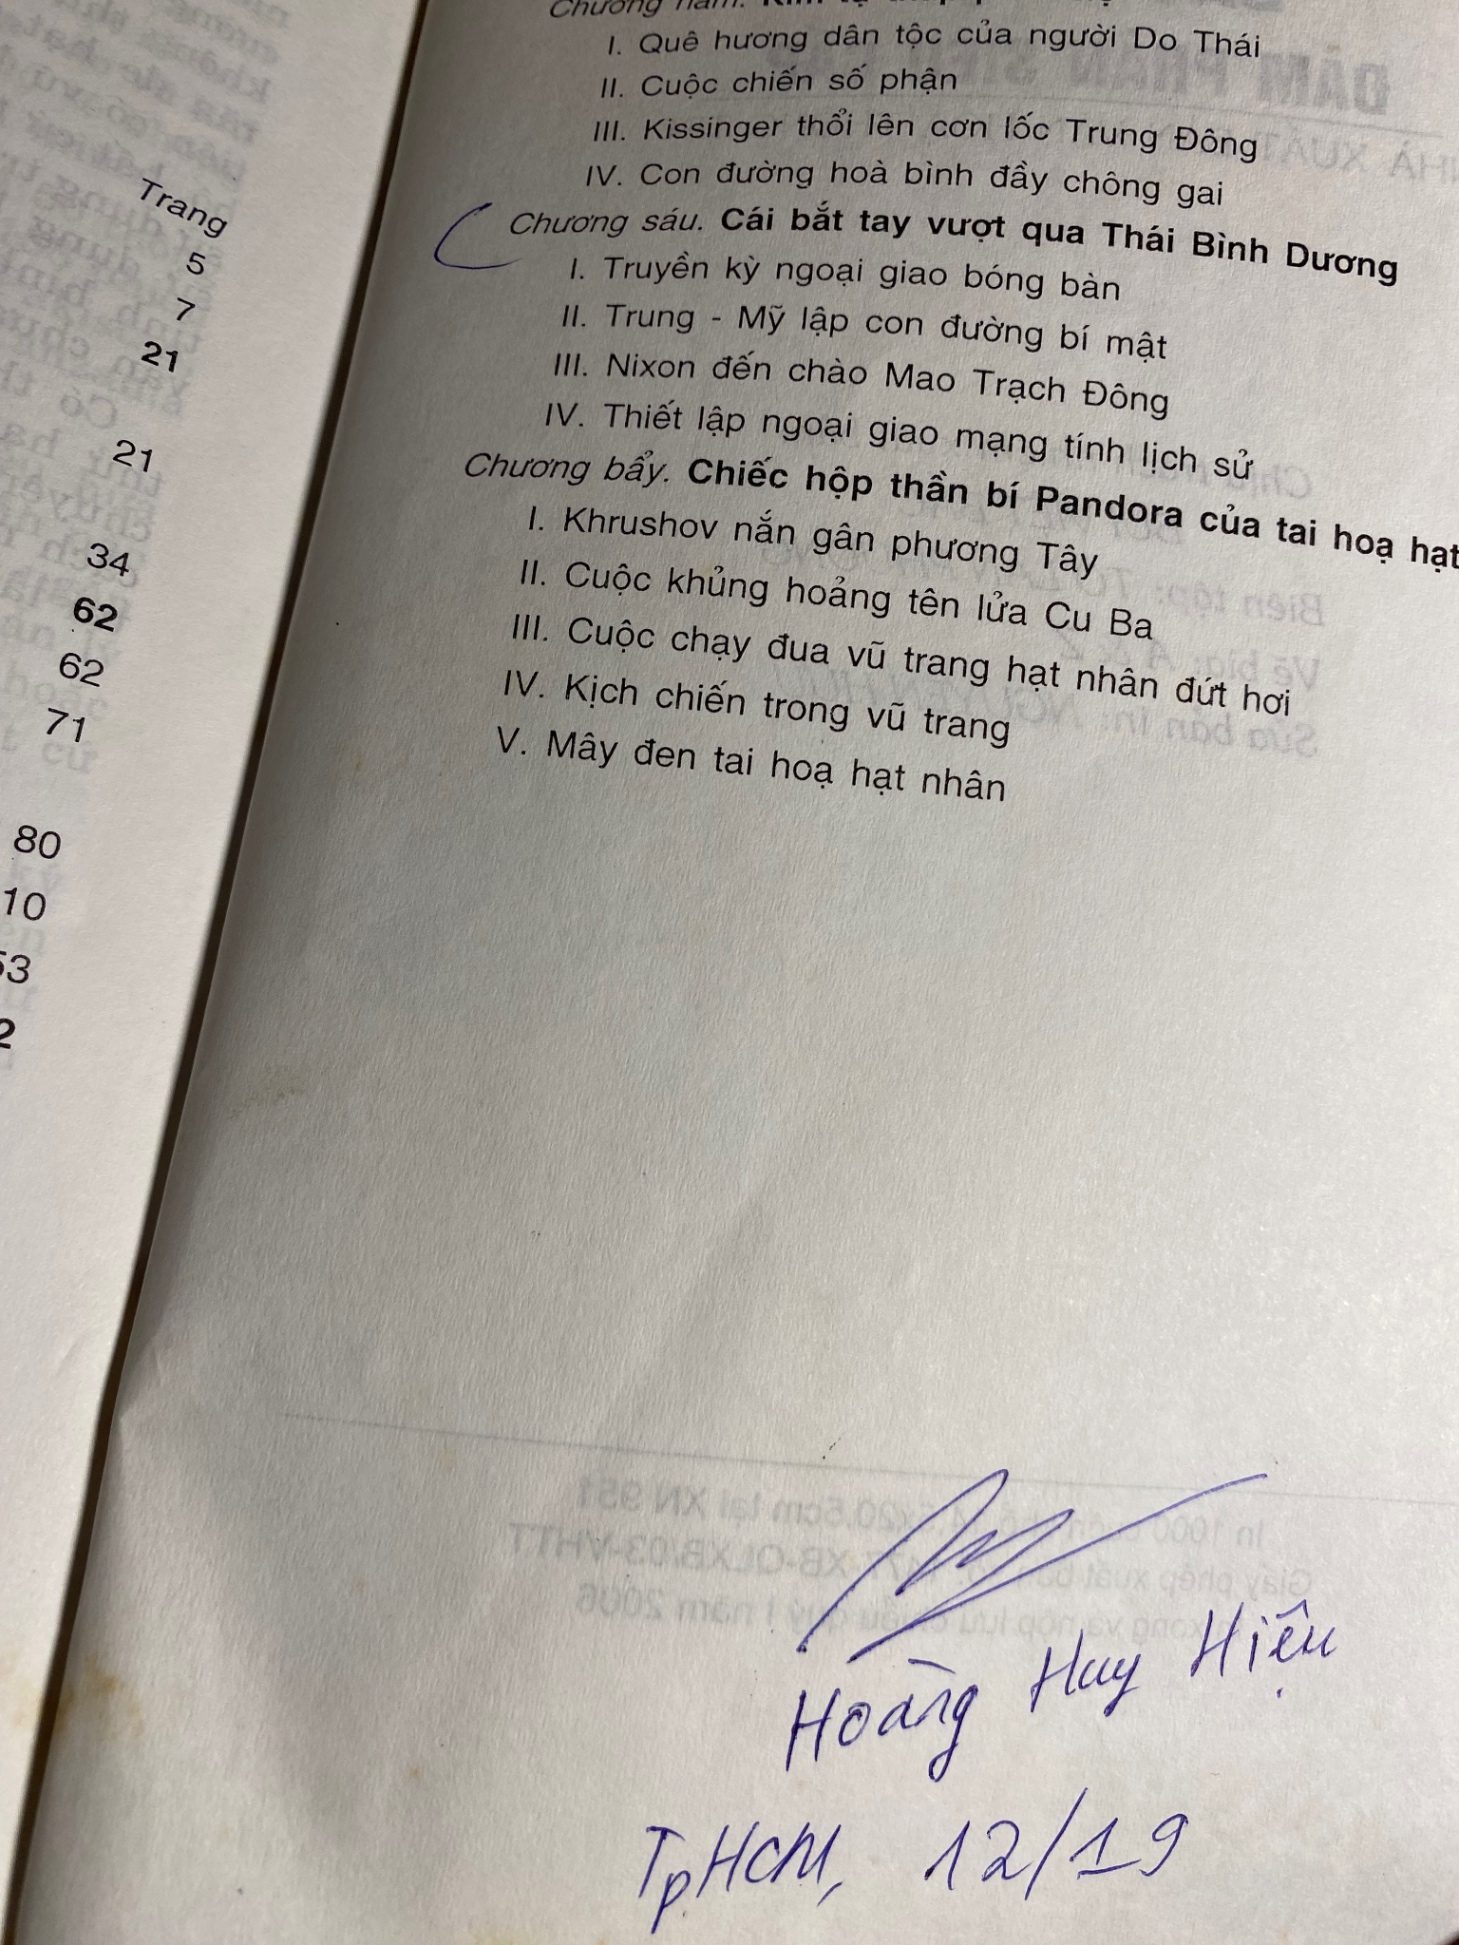 Trang
5
7
21
21
34
62
62
71
80
10
53
2
Chương năm.
I. Quê hương dân tộc của người Do Thái
II. Cuộc chiến số phận
III. Kissinger thổi lên cơn lốc Trung Đông
IV. Con đường hoà bình đầy chông gai
Chương sáu. Cái bắt tay vượt qua Thái Bình Dương
I. Truyền kỳ ngoại giao bóng bàn
II. Trung - Mỹ lập con đường bí mật
III. Nixon đến chào Mao Trạch Đông
IV. Thiết lập ngoại giao mạng tính lịch sử
Chương bẩy. Chiếc hộp thần bí Pandora của tai hoạ hạt
I. Khrushov nắn gân phương Tây
II. Cuộc khủng hoảng tên lửa Cu Ba
III. Cuộc chạy đua vũ trang hạt nhân đứt hơi
IV. Kịch chiến trong vũ trang
V. Mây đen tai hoạ hạt nhân
Hoàng Huy Hiệu
TpHCM, 12/19